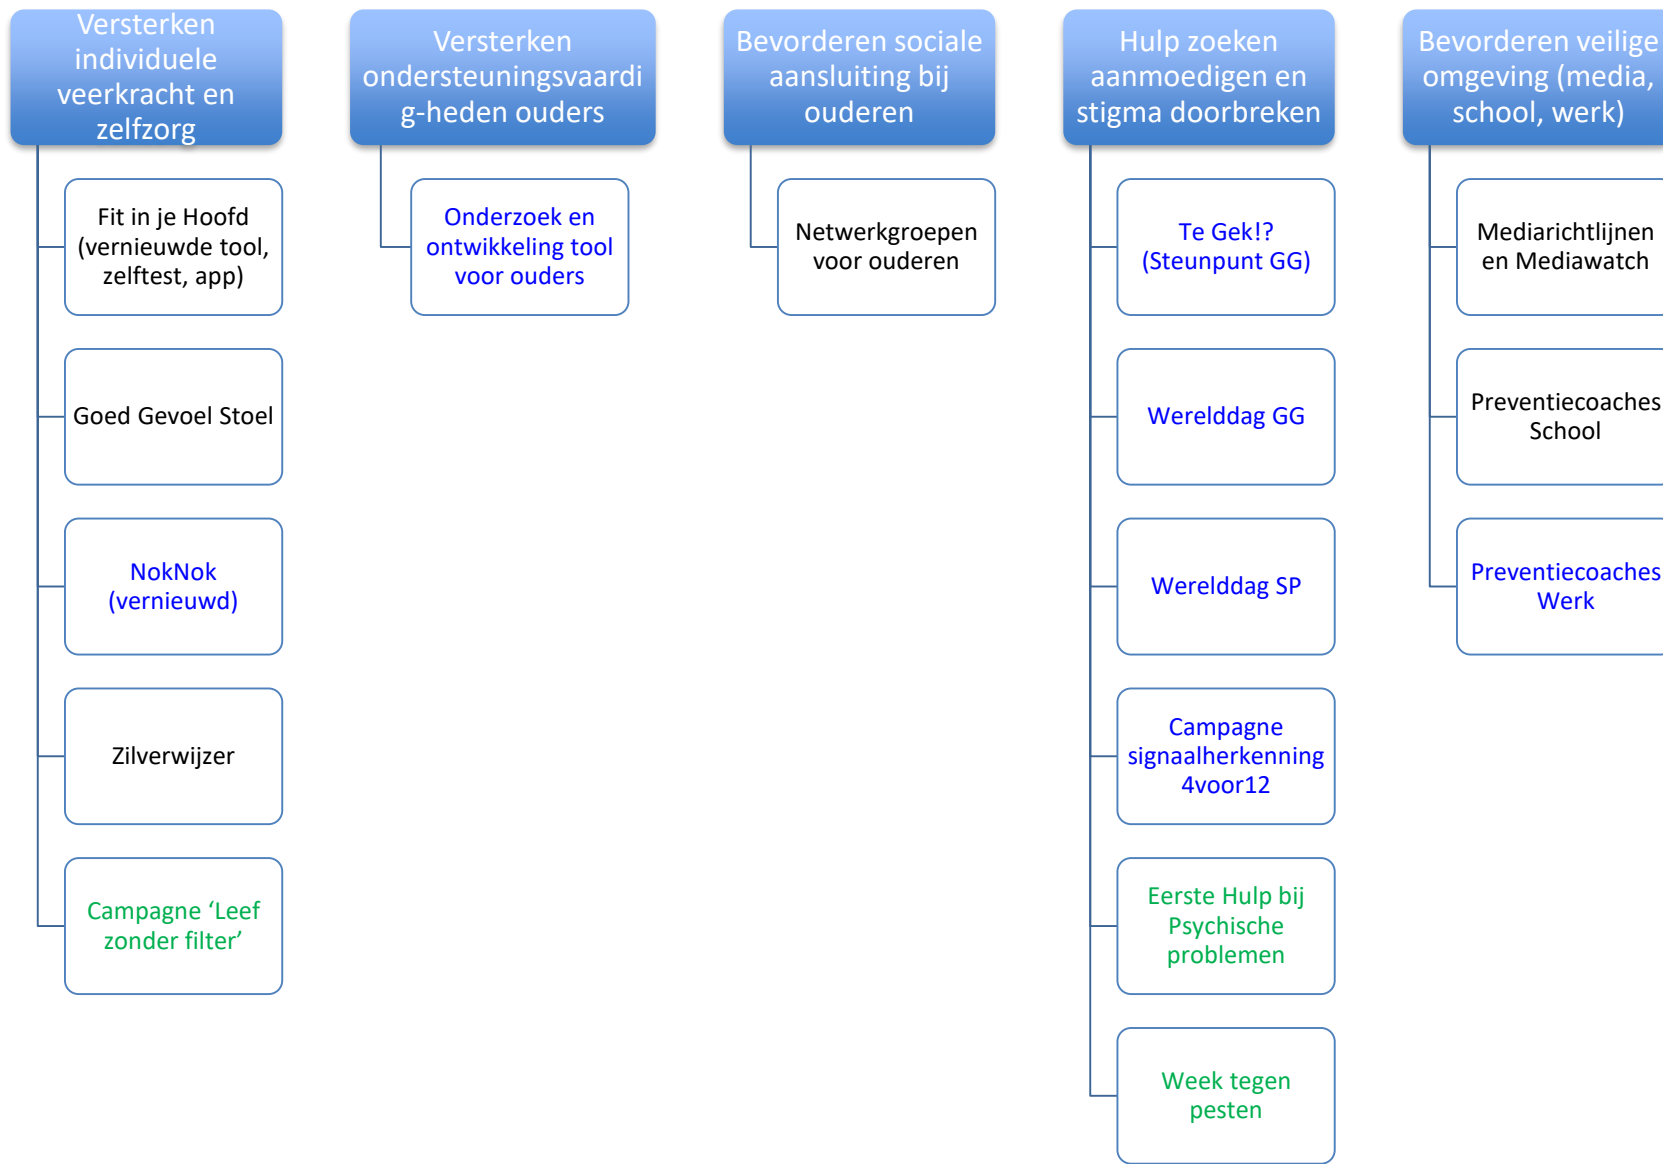 Versterken
individuele
veerkracht en
zelfzorg
Fit in je Hoofd
(vernieuwde tool,
zelftest, app)
Goed Gevoel Stoel
NokNok
(vernieuwd)
Zilverwijzer
Campagne ‘Leef
zonder filter’
Versterken
ondersteuningsvaardi
g-heden ouders
Onderzoek en
ontwikkeling tool
voor ouders
Bevorderen sociale
aansluiting bij
ouderen
Netwerkgroepen
voor ouderen
Hulp zoeken
aanmoedigen en
stigma doorbreken
Te Gek!?
(Steunpunt GG)
Werelddag GG
Werelddag SP
Campagne
signaalherkenning
4voor12
Eerste Hulp bij
Psychische
problemen
Week tegen
pesten
Bevorderen veilige
omgeving (media,
school, werk)
Mediarichtlijnen
en Mediawatch
Preventiecoaches
School
Preventiecoaches
Werk